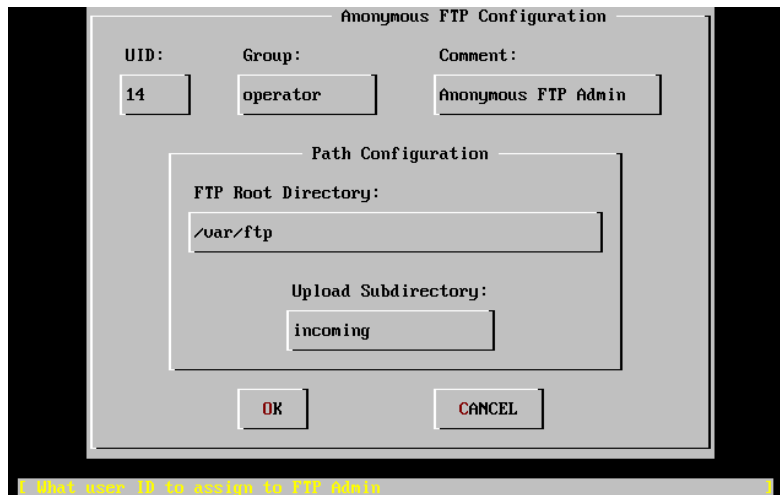 Anonymous FTP Configuration
UID: Group: Comment:
14 operator Anonymous FTP Admin
Path Configuration
FTP Root Directory:
/var/ftp
Upload Subdirectory:
incoming
OK CANCEL
[ What user ID to assign to FTP Admin ]